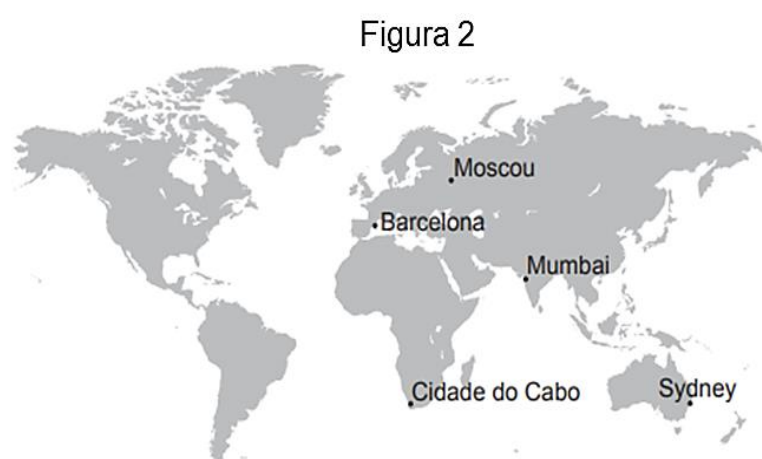 Figura 2
Moscou
Barcelona
Mumbai
Cidade do Cabo
Sydney